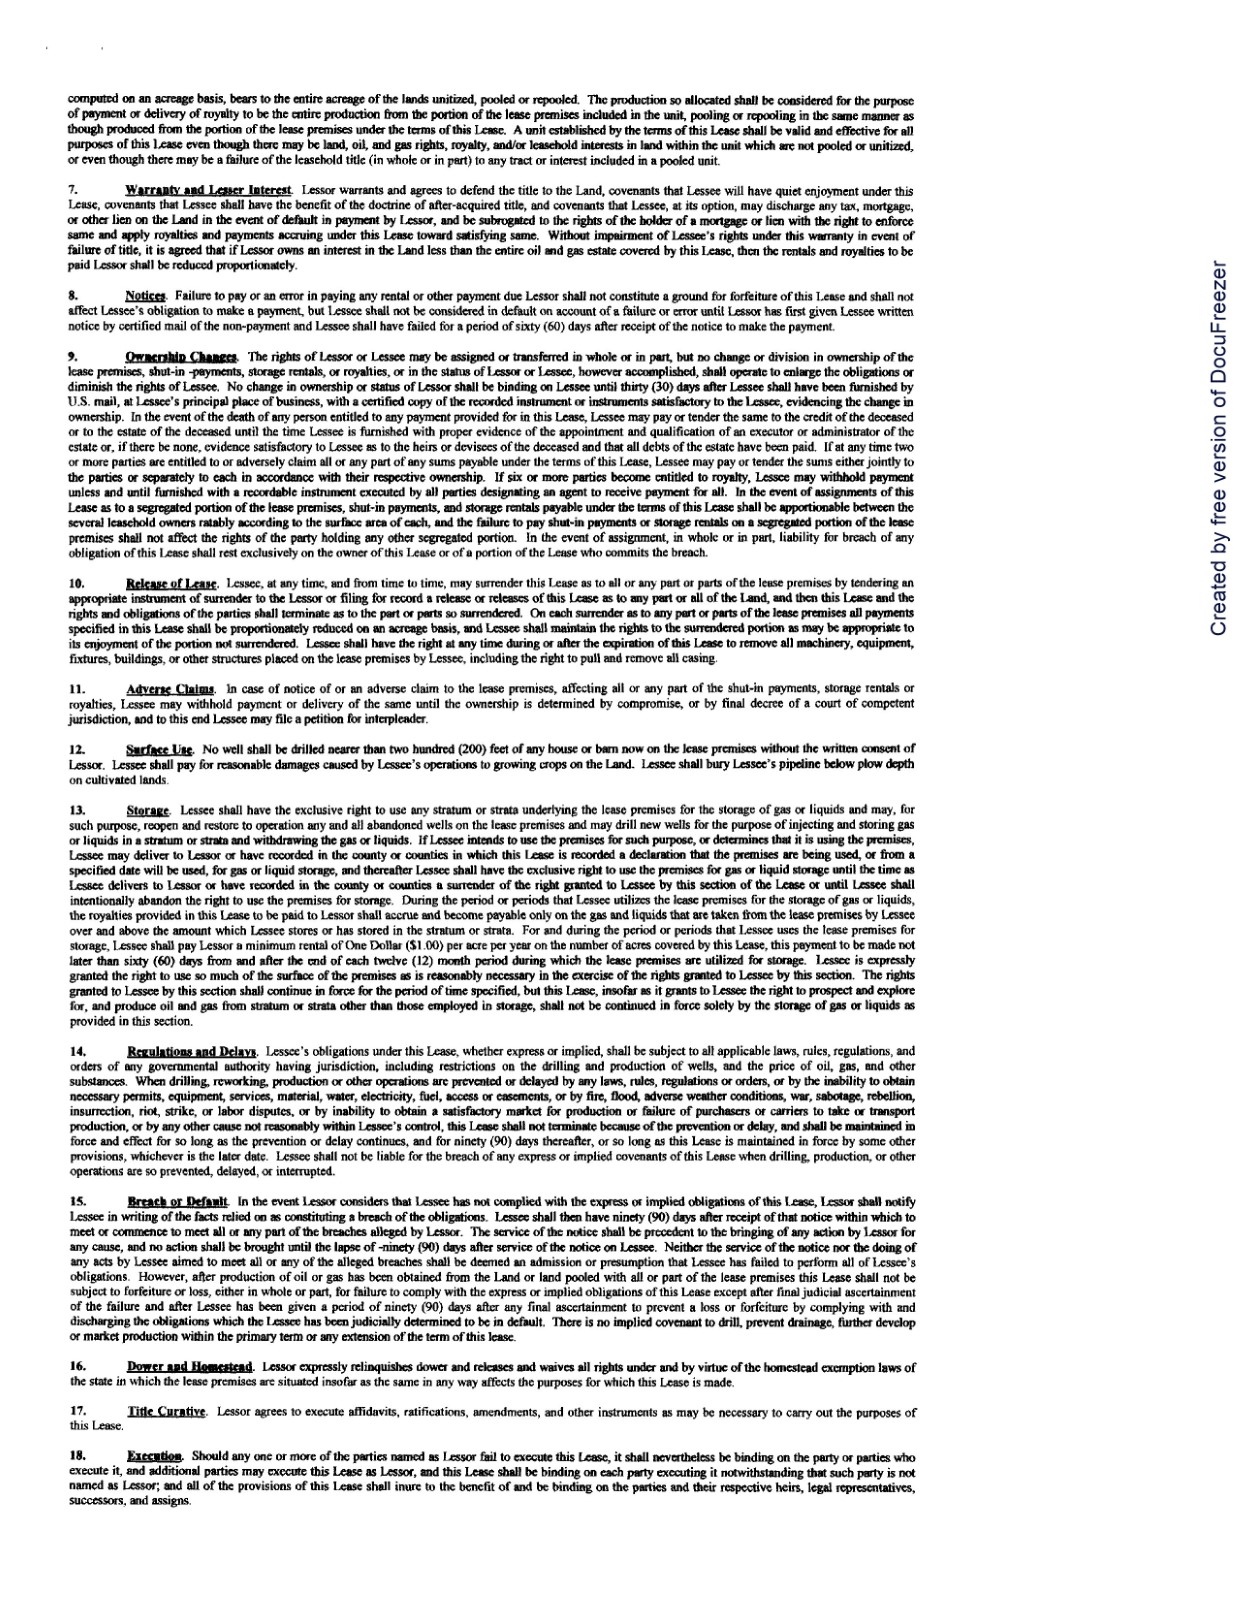 computed on an acreage basis, bears to the entire acreage of the lands unitized, pooled or repooled. The production so allocated shall be considered for the purpose
of payment or delivery of royalty to be the entire production from the portion of the lease premises included in the unit, pooling or repooling in the same manner as
though produced from the portion of the lease premises under the terms of this Lease. A unit established by the terms of this Lease shall be valid and effective for all
purposes of this Lease even though there may be land, oil, and gas rights, royalty, and/or leasehold interests in land within the unit which are not pooled or unitized,
or even though there may be a failure of the leasehold title (in whole or in part) to any tract or interest included in a pooled unit.
7. Warranty and Lesser Interest. Lessor warrants and agrees to defend the title to the Land, covenants that Lessee will have quiet enjoyment under this
Lease, covenants that Lessee shall have the benefit of the doctrine of after-acquired title, and covenants that Lessee, at its option, may discharge any tax, mortgage,
or other lien on the Land in the event of default in payment by Lessor, and be subrogated to the rights of the holder of a mortgage or lien with the right to enforce
same and apply royalties and payments accruing under this Lease toward satisfying same. Without impairment of Lessee's rights under this warranty in event of
failure of title, it is agreed that if Lessor owns an interest in the Land less than the entire oil and gas estate covered by this Lease, then the rentals and royalties to be
paid Lessor shall be reduced proportionately.
8. Notices. Failure to pay or an error in paying any rental or other payment due Lessor shall not constitute a ground for forfeiture of this Lease and shall not
affect Lessee's obligation to make a payment, but Lessee shall not be considered in default on account of a failure or error until Lessor has first given Lessee written
notice by certified mail of the non-payment and Lessee shall have failed for a period of sixty (60) days after receipt of the notice to make the payment.
9. Ownership Changes. The rights of Lessor or Lessee may be assigned or transferred in whole or in part, but no change or division in ownership of the
lease premises, shut-in -payments, storage rentals, or royalties, or in the status of Lessor or Lessee, however accomplished, shall operate to enlarge the obligations or
diminish the rights of Lessee. No change in ownership or status of Lessor shall be binding on Lessee until thirty (30) days after Lessee shall have been furnished by
U.S. mail, at Lessee's principal place of business, with a certified copy of the recorded instrument or instruments satisfactory to the Lessee, evidencing the change in
ownership. In the event of the death of any person entitled to any payment provided for in this Lease, Lessee may pay or tender the same to the credit of the deceased
or to the estate of the deceased until the time Lessee is furnished with proper evidence of the appointment and qualification of an executor or administrator of the
estate or, if there be none, evidence satisfactory to Lessee as to the heirs or devisees of the deceased and that all debts of the estate have been paid. If at any time two
or more parties are entitled to or adversely claim all or any part of any sums payable under the terms of this Lease, Lessee may pay or tender the sums either jointly to
the parties or separately to each in accordance with their respective ownership. If six or more parties become entitled to royalty, Lessee may withhold payment
unless and until furnished with a recordable instrument executed by all parties designating an agent to receive payment for all. In the event of assignments of this
Lease as to a segregated portion of the lease premises, shut-in payments, and storage rentals payable under the terms of this Lease shall be apportionable between the
several leasehold owners ratably according to the surface area of each, and the failure to pay shut-in payments or storage rentals on a segregated portion of the lease
premises shall not affect the rights of the party holding any other segregated portion. In the event of assignment, in whole or in part, liability for breach of any
obligation of this Lease shall rest exclusively on the owner of this Lease or of a portion of the Lease who commits the breach.
10. Release of Lease. Lessee, at any time, and from time to time, may surrender this Lease as to all or any part or parts of the lease premises by tendering an
appropriate instrument of surrender to the Lessor or filing for record a release or releases of this Lease as to any part or all of the Land, and then this Lease and the
rights and obligations of the parties shall terminate as to the part or parts so surrendered. On each surrender as to any part or parts of the lease premises all payments
specified in this Lease shall be proportionately reduced on an acreage basis, and Lessee shall maintain the rights to the surrendered portion as may be appropriate to
its enjoyment of the portion not surrendered. Lessee shall have the right at any time during or after the expiration of this Lease to remove all machinery, equipment,
fixtures, buildings, or other structures placed on the lease premises by Lessee, including the right to pull and remove all casing.
11. Adverse Claims. In case of notice of or an adverse claim to the lease premises, affecting all or any part of the shut-in payments, storage rentals or
royalties, Lessee may withhold payment or delivery of the same until the ownership is determined by compromise, or by final decree of a court of competent
jurisdiction, and to this end Lessee may file a petition for interpleader.
12. Surface Use. No well shall be drilled nearer than two hundred (200) feet of any house or barn now on the lease premises without the written consent of
Lessor. Lessee shall pay for reasonable damages caused by Lessee's operations to growing crops on the Land. Lessee shall bury Lessee's pipeline below plow depth
on cultivated lands.
13. Storage. Lessee shall have the exclusive right to use any stratum or strata underlying the lease premises for the storage of gas or liquids and may, for
such purpose, reopen and restore to operation any and all abandoned wells on the lease premises and may drill new wells for the purpose of injecting and storing gas
or liquids in a stratum or strata and withdrawing the gas or liquids. If Lessee intends to use the premises for such purpose, or determines that it is using the premises,
Lessee may deliver to Lessor or have recorded in the county or counties in which this Lease is recorded a declaration that the premises are being used, or from a
specified date will be used, for gas or liquid storage, and thereafter Lessee shall have the exclusive right to use the premises for gas or liquid storage until the time as
Lessee delivers to Lessor or have recorded in the county or counties a surrender of the right granted to Lessee by this section of the Lease or until Lessee shall
intentionally abandon the right to use the premises for storage. During the period or periods that Lessee utilizes the lease premises for the storage of gas or liquids,
the royalties provided in this Lease to be paid to Lessor shall accrue and become payable only on the gas and liquids that are taken from the lease premises by Lessee
over and above the amount which Lessee stores or has stored in the stratum or strata. For and during the period or periods that Lessee uses the lease premises for
storage, Lessee shall pay Lessor a minimum rental of One Dollar ($1.00) per acre per year on the number of acres covered by this Lease, this payment to be made not
later than sixty (60) days from and after the end of each twelve (12) month period during which the lease premises are utilized for storage. Lessee is expressly
granted the right to use so much of the surface of the premises as is reasonably necessary in the exercise of the rights granted to Lessee by this section. The rights
granted to Lessee by this section shall continue in force for the period of time specified, but this Lease, insofar as it grants to Lessee the right to prospect and explore
for, and produce oil and gas from stratum or strata other than those employed in storage, shall not be continued in force solely by the storage of gas or liquids as
provided in this section.
14. Regulations and Delays. Lessee's obligations under this Lease, whether express or implied, shall be subject to all applicable laws, rules, regulations, and
orders of any governmental authority having jurisdiction, including restrictions on the drilling and production of wells, and the price of oil, gas, and other
substances. When drilling, reworking, production or other operations are prevented or delayed by any laws, rules, regulations or orders, or by the inability to obtain
necessary permits, equipment, services, material, water, electricity, fuel, access or easements, or by fire, flood, adverse weather conditions, war, sabotage, rebellion,
insurrection, riot, strike, or labor disputes, or by inability to obtain a satisfactory market for production or failure of purchasers or carriers to take or transport
production, or by any other cause not reasonably within Lessee's control, this Lease shall not terminate because of the prevention or delay, and shall be maintained in
force and effect for so long as the prevention or delay continues, and for ninety (90) days thereafter, or so long as this Lease is maintained in force by some other
provisions, whichever is the later date. Lessee shall not be liable for the breach of any express or implied covenants of this Lease when drilling, production, or other
operations are so prevented, delayed, or interrupted.
15. Breach or Default. In the event Lessor considers that Lessee has not complied with the express or implied obligations of this Lease, Lessor shall notify
Lessee in writing of the facts relied on as constituting a breach of the obligations. Lessee shall then have ninety (90) days after receipt of that notice within which to
meet or commence to meet all or any part of the breaches alleged by Lessor. The service of the notice shall be precedent to the bringing of any action by Lessor for
any cause, and no action shall be brought until the lapse of -ninety (90) days after service of the notice on Lessee. Neither the service of the notice nor the doing of
any acts by Lessee aimed to meet all or any of the alleged breaches shall be deemed an admission or presumption that Lessee has failed to perform all of Lessee's
obligations. However, after production of oil or gas has been obtained from the Land or land pooled with all or part of the lease premises this Lease shall not be
subject to forfeiture or loss, either in whole or part, for failure to comply with the express or implied obligations of this Lease except after final judicial ascertainment
of the failure and after Lessee has been given a period of ninety (90) days after any final ascertainment to prevent a loss or forfeiture by complying with and
discharging the obligations which the Lessee has been judicially determined to be in default. There is no implied covenant to drill, prevent drainage, further develop
or market production within the primary term or any extension of the term of this lease.
16. Dower and Homestead. Lessor expressly relinquishes dower and releases and waives all rights under and by virtue of the homestead exemption laws of
the state in which the lease premises are situated insofar as the same in any way affects the purposes for which this Lease is made.
17. Title Curative. Lessor agrees to execute affidavits, ratifications, amendments, and other instruments as may be necessary to carry out the purposes of
this Lease.
18. Execution. Should any one or more of the parties named as Lessor fail to execute this Lease, it shall nevertheless be binding on the party or parties who
execute it, and additional parties may execute this Lease as Lessor, and this Lease shall be binding on each party executing it notwithstanding that such party is not
named as Lessor; and all of the provisions of this Lease shall inure to the benefit of and be binding on the parties and their respective heirs, legal representatives,
successors, and assigns.
Created by free version of DocuFreezer